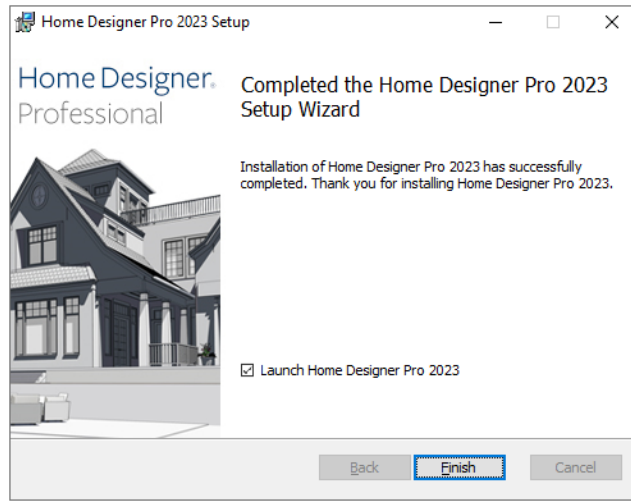 Home Designer Pro 2023 Setup
Home Designer.
Professional
Completed the Home Designer Pro 2023
Setup Wizard
Installation of Home Designer Pro 2023 has successfully
completed. Thank you for installing Home Designer Pro 2023.
Launch Home Designer Pro 2023
Back Finish Cancel